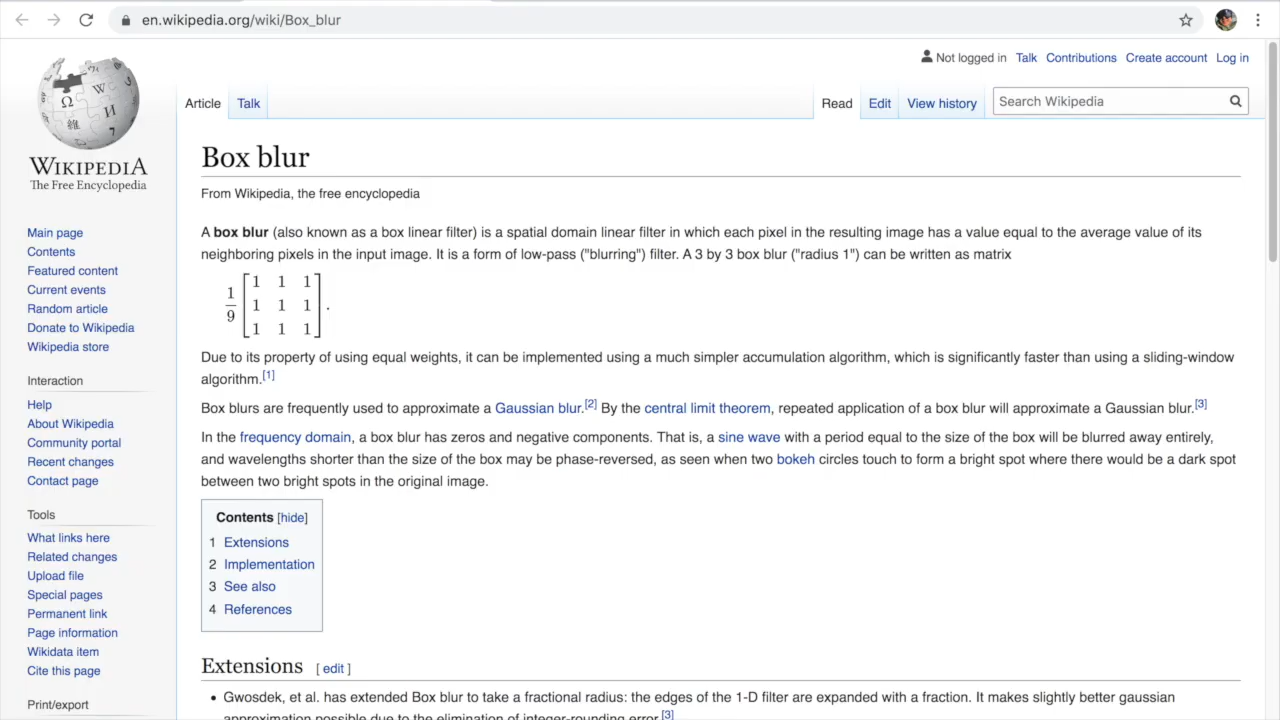 en.wikipedia.org/wiki/Box_blur
Not logged in Talk Contributions Create account Log in
Article Talk Read Edit View history Search Wikipedia
WIKIPEDIA
The Free Encyclopedia
Main page
Contents
Featured content
Current events
Random article
Donate to Wikipedia
Wikipedia store
Interaction
Help
About Wikipedia
Community portal
Recent changes
Contact page
Tools
What links here
Related changes
Upload file
Special pages
Permanent link
Page information
Wikidata item
Cite this page
Print/export
Box blur
From Wikipedia, the free encyclopedia
A box blur (also known as a box linear filter) is a spatial domain linear filter in which each pixel in the resulting image has a value equal to the average value of its
neighboring pixels in the input image. It is a form of low-pass ("blurring") filter. A 3 by 3 box blur ("radius 1") can be written as matrix
1 1 1
1
1 1 1 .
9
1 1 1
Due to its property of using equal weights, it can be implemented using a much simpler accumulation algorithm, which is significantly faster than using a sliding-window
algorithm.[1]
Box blurs are frequently used to approximate a Gaussian blur.[2] By the central limit theorem, repeated application of a box blur will approximate a Gaussian blur.[3]
In the frequency domain, a box blur has zeros and negative components. That is, a sine wave with a period equal to the size of the box will be blurred away entirely,
and wavelengths shorter than the size of the box may be phase-reversed, as seen when two bokeh circles touch to form a bright spot where there would be a dark spot
between two bright spots in the original image.
Contents [hide]
1 Extensions
2 Implementation
3 See also
4 References
Extensions [ edit ]
• Gwosdek, et al. has extended Box blur to take a fractional radius: the edges of the 1-D filter are expanded with a fraction. It makes slightly better gaussian
approximation possible due to the elimination of integer-rounding error.[3]